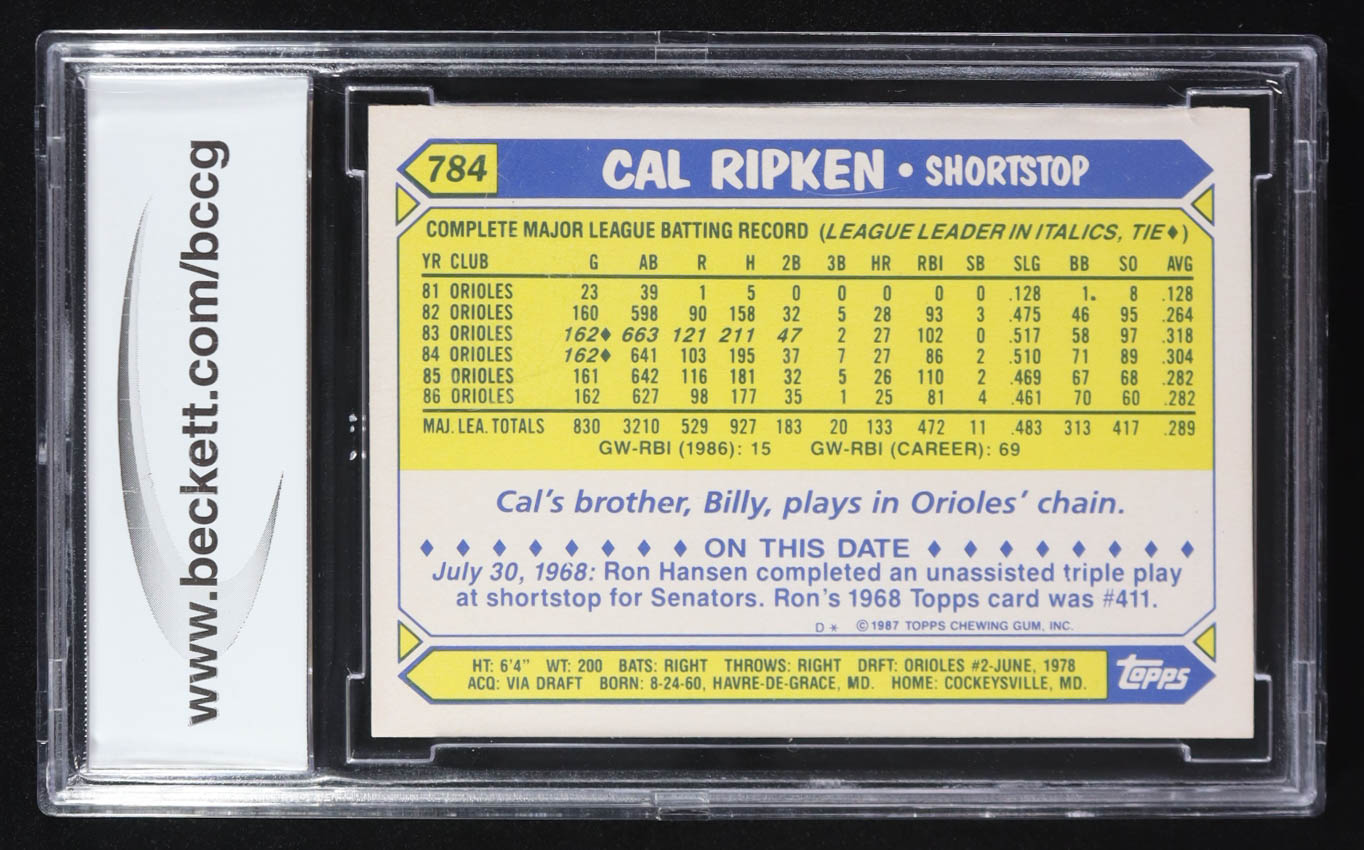 www.beckett.com/bccg
784 CAL RIPKEN • SHORTSTOP
COMPLETE MAJOR LEAGUE BATTING RECORD (LEAGUE LEADER IN ITALICS, TIE♦)
YR CLUB G AB R H 2B 3B HR RBI SB SLG BB SO AVG
81 ORIOLES 23 39 1 5 0 0 0 0 0 .128 1. 8 .128
82 ORIOLES 160 598 90 158 32 5 28 93 3 .475 46 95 .264
83 ORIOLES 162♦ 663 121 211 47 2 27 102 0 .517 58 97 .318
84 ORIOLES 162♦ 641 103 195 37 7 27 86 2 .510 71 89 .304
85 ORIOLES 161 642 116 181 32 5 26 110 2 .469 67 68 .282
86 ORIOLES 162 627 98 177 35 1 25 81 4 .461 70 60 .282
MAJ. LEA. TOTALS 830 3210 529 927 183 20 133 472 11 .483 313 417 .289
GW-RBI (1986): 15 GW-RBI (CAREER): 69
Cal's brother, Billy, plays in Orioles' chain.
♦ ♦ ♦ ♦ ♦ ♦ ♦ ♦ ON THIS DATE ♦ ♦ ♦ ♦ ♦ ♦ ♦ ♦
July 30, 1968: Ron Hansen completed an unassisted triple play
at shortstop for Senators. Ron's 1968 Topps card was #411.
D* ©1987 TOPPS CHEWING GUM, INC.
HT: 6'4" WT: 200 BATS: RIGHT THROWS: RIGHT DRFT: ORIOLES #2-JUNE, 1978
ACQ: VIA DRAFT BORN: 8-24-60, HAVRE-DE-GRACE, MD. HOME: COCKEYSVILLE, MD.
topps